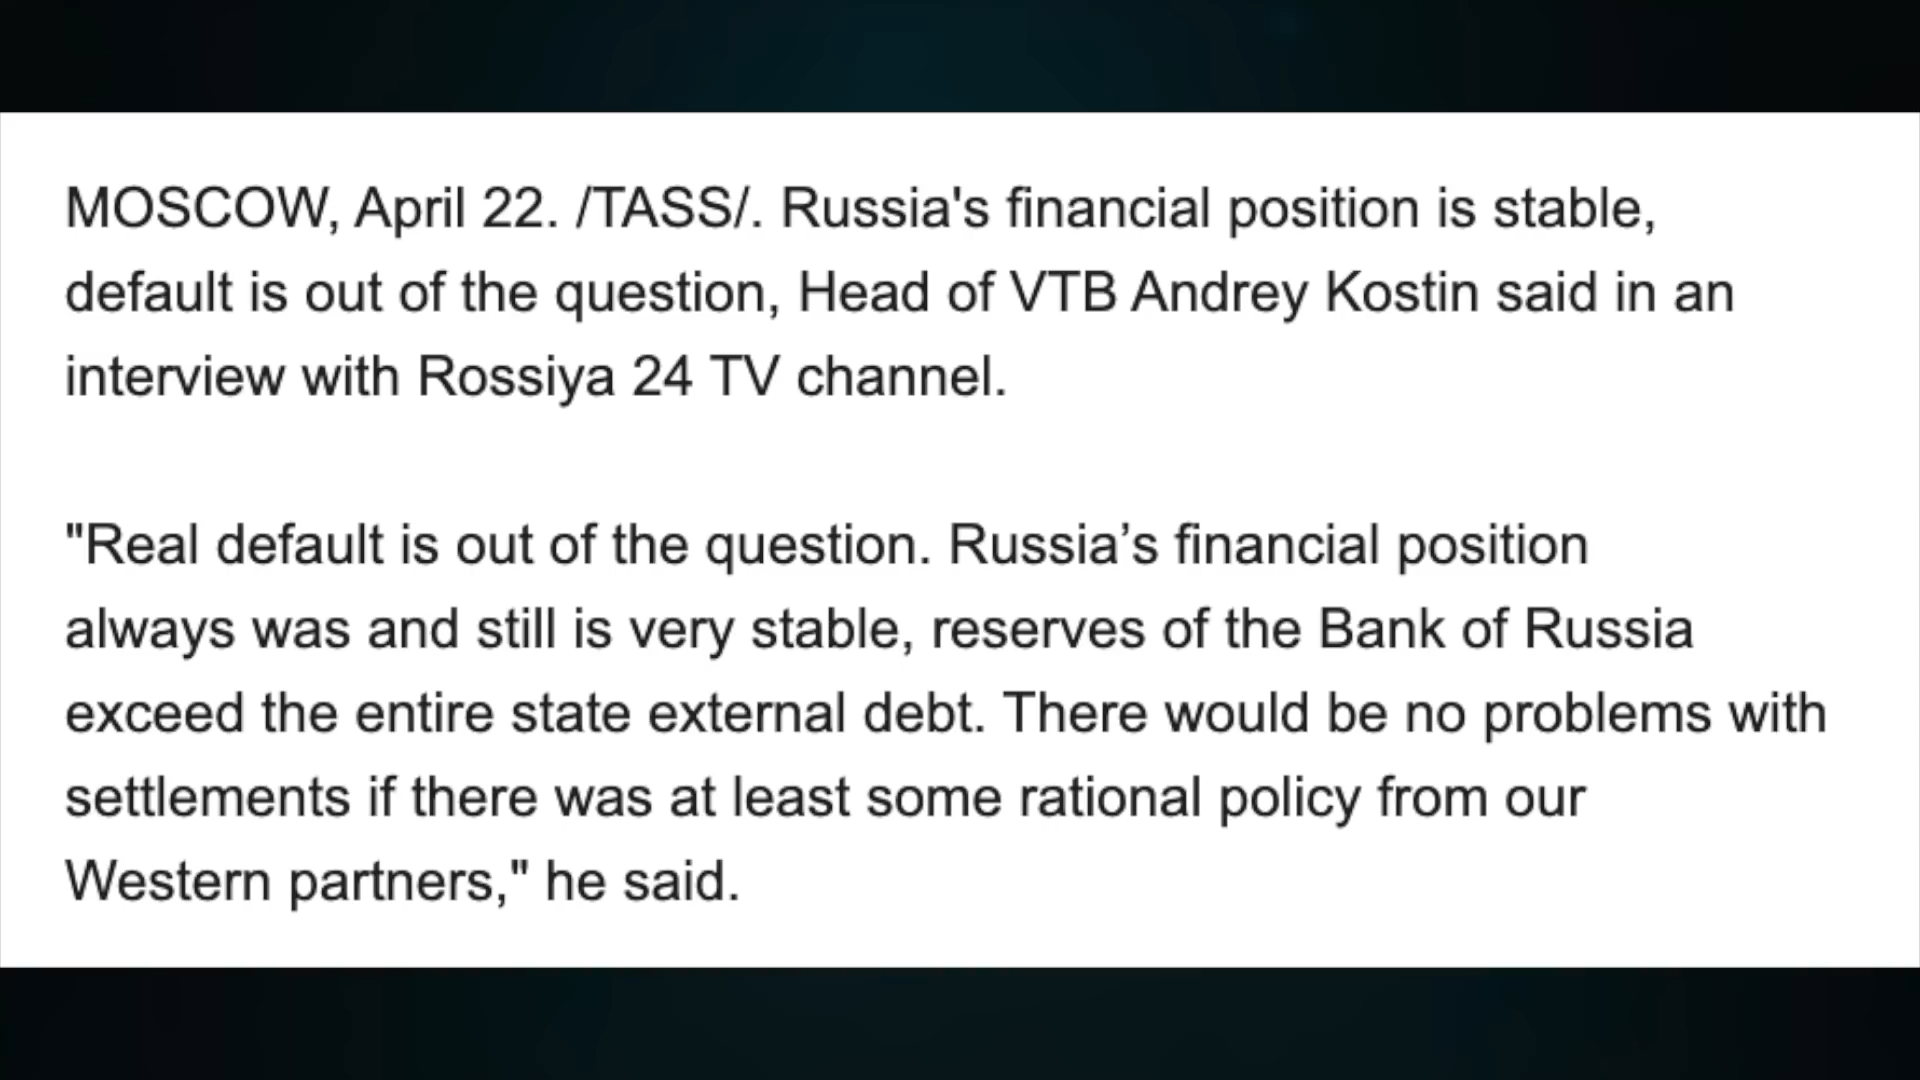 MOSCOW, April 22. /TASS/. Russia's financial position is stable,
default is out of the question, Head of VTB Andrey Kostin said in an
interview with Rossiya 24 TV channel.
"Real default is out of the question. Russia’s financial position
always was and still is very stable, reserves of the Bank of Russia
exceed the entire state external debt. There would be no problems with
settlements if there was at least some rational policy from our
Western partners," he said.